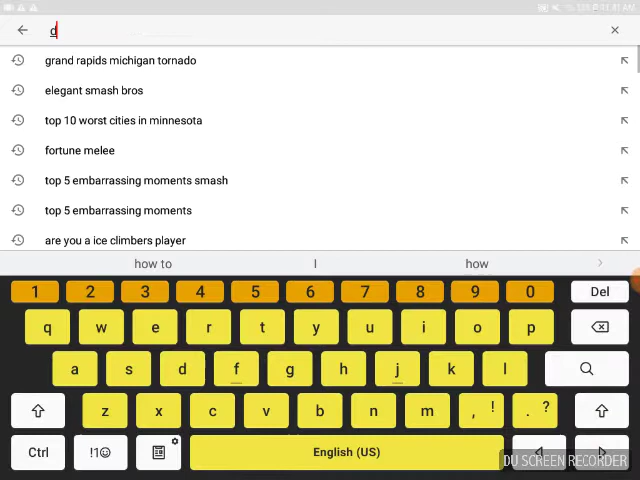 d
grand rapids michigan tornado
elegant smash bros
top 10 worst cities in minnesota
fortune melee
top 5 embarrassing moments smash
top 5 embarrassing moments
are you a ice climbers player
how to I how
1 2 3 4 5 6 7 8 9 0 Del
q w e r t y u i o p
a s d f g h j k l
z x c v b n m , ! . ?
Ctrl !1☺ English (US)
DU SCREEN RECORDER